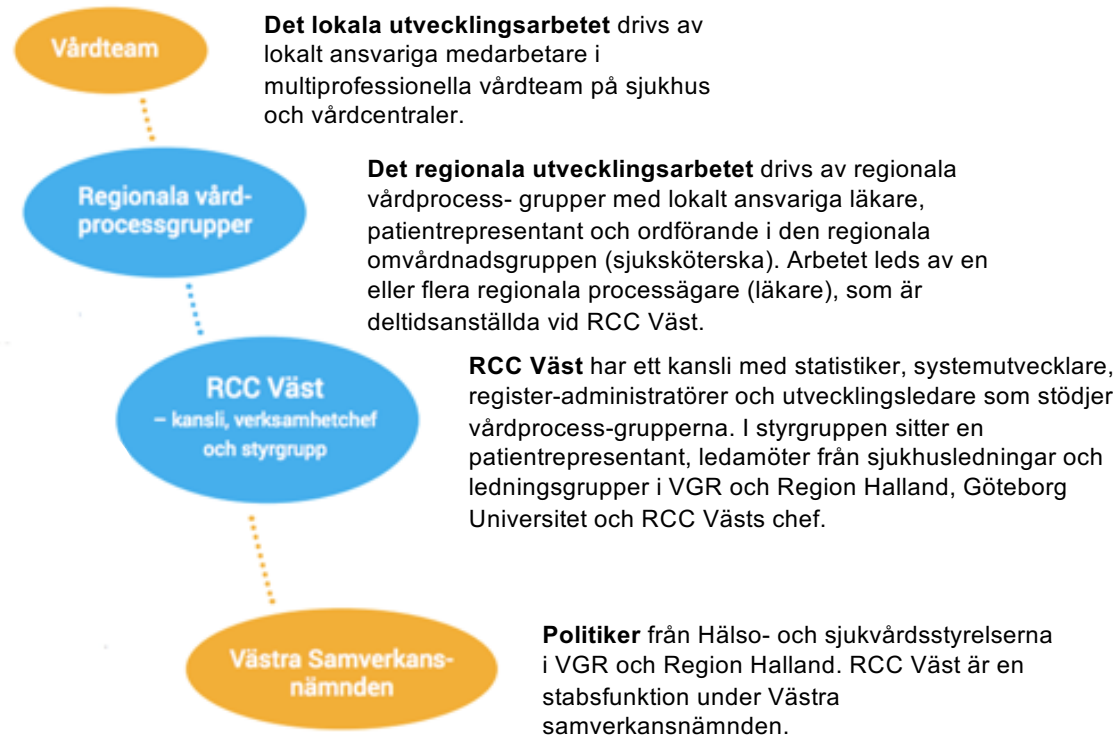 Vårdteam
Det lokala utvecklingsarbetet drivs av
lokalt ansvariga medarbetare i
multiprofessionella vårdteam på sjukhus
och vårdcentraler.
Regionala vård-
processgrupper
Det regionala utvecklingsarbetet drivs av regionala
vårdprocess- grupper med lokalt ansvariga läkare,
patientrepresentant och ordförande i den regionala
omvårdnadsgruppen (sjuksköterska). Arbetet leds av en
eller flera regionala processägare (läkare), som är
deltidsanställda vid RCC Väst.
RCC Väst
– kansli, verksamhetchef
och styrgrupp
RCC Väst har ett kansli med statistiker, systemutvecklare,
register-administratörer och utvecklingsledare som stödjer
vårdprocess-grupperna. I styrgruppen sitter en
patientrepresentant, ledamöter från sjukhusledningar och
ledningsgrupper i VGR och Region Halland, Göteborg
Universitet och RCC Västs chef.
Västra Samverkans-
nämnden
Politiker från Hälso- och sjukvårdsstyrelserna
i VGR och Region Halland. RCC Väst är en
stabsfunktion under Västra
samverkansnämnden.